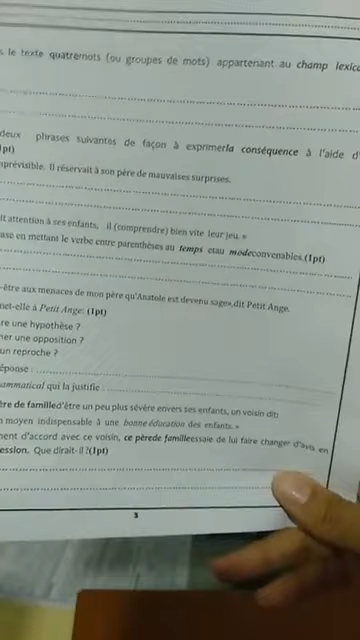 le texte quatremots (ou groupes de mots) appartenant au champ lexic
deux phrases suivantes de façon à exprimerla conséquence à l'aide d'
pt)
mprévisible. Il réservait à son père de mauvaises surprises.
it attention à ses enfants, il (comprendre) bien vite leur jeu. »
ase en mettant le verbe entre parenthèses au temps etau modeconvenables.(1pt)
-être aux menaces de mon père qu'Anatole est devenu sage»,dit Petit Ange.
met-elle à Petit Ange: (1pt)
re une hypothèse ?
er une opposition ?
un reproche ?
éponse :
ammatical qui la justifie :
ère de familled'être un peu plus sévère envers ses enfants, un voisin dit:
n moyen indispensable à une bonne éducation des enfants. »
ment d'accord avec ce voisin, ce pèrede familleessaie de lui faire changer d'avis en
ession. Que dirait-il ?(1pt)
3